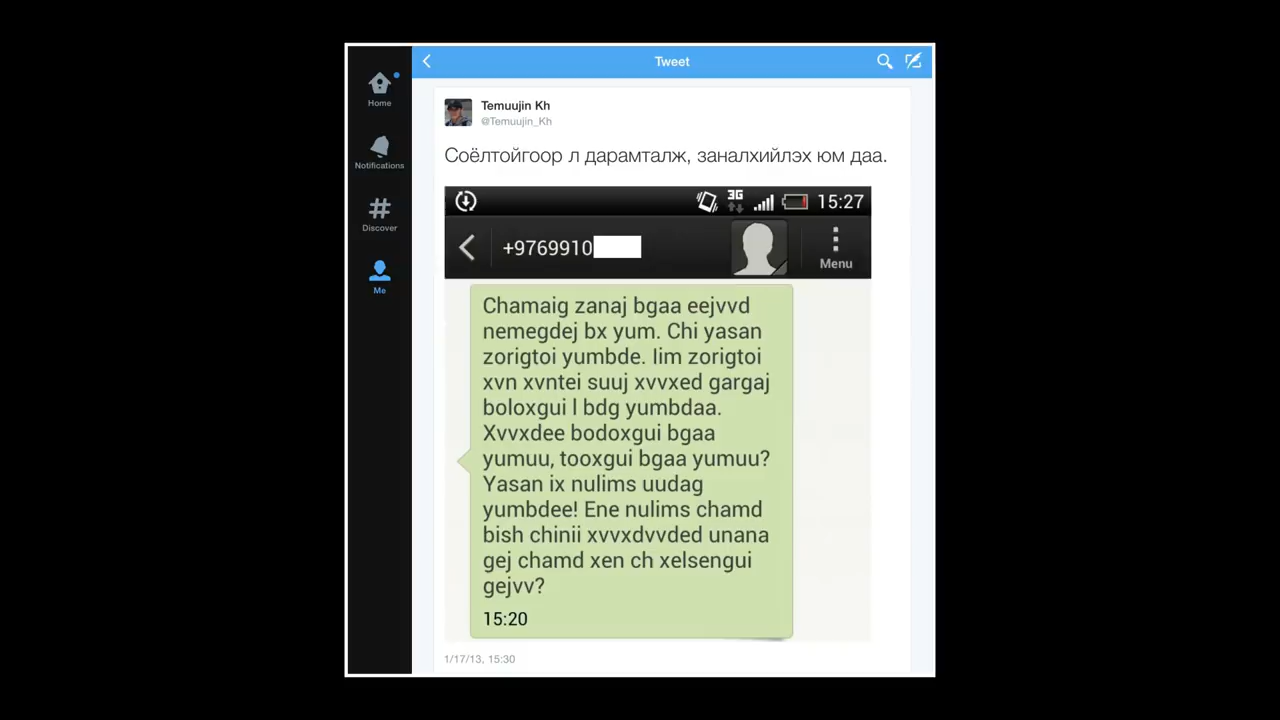 Tweet
Home
Notifications
Discover
Me
Temuujin Kh
@Temuujin_Kh
Соёлтойгоор л дарамталж, заналхийлэх юм даа.
3G
15:27
+9769910
Menu
Chamaig zanaj bgaa eejvvd
nemegdej bx yum. Chi yasan
zorigtoi yumbde. Iim zorigtoi
xvn xvntei suuj xvvxed gargaj
boloxgui l bdg yumbdaa.
Xvvxdee bodoxgui bgaa
yumuu, tooxgui bgaa yumuu?
Yasan ix nulims uudag
yumbdee! Ene nulims chamd
bish chinii xvvxdvvded unana
gej chamd xen ch xelsengui
gejvv?
15:20
1/17/13, 15:30